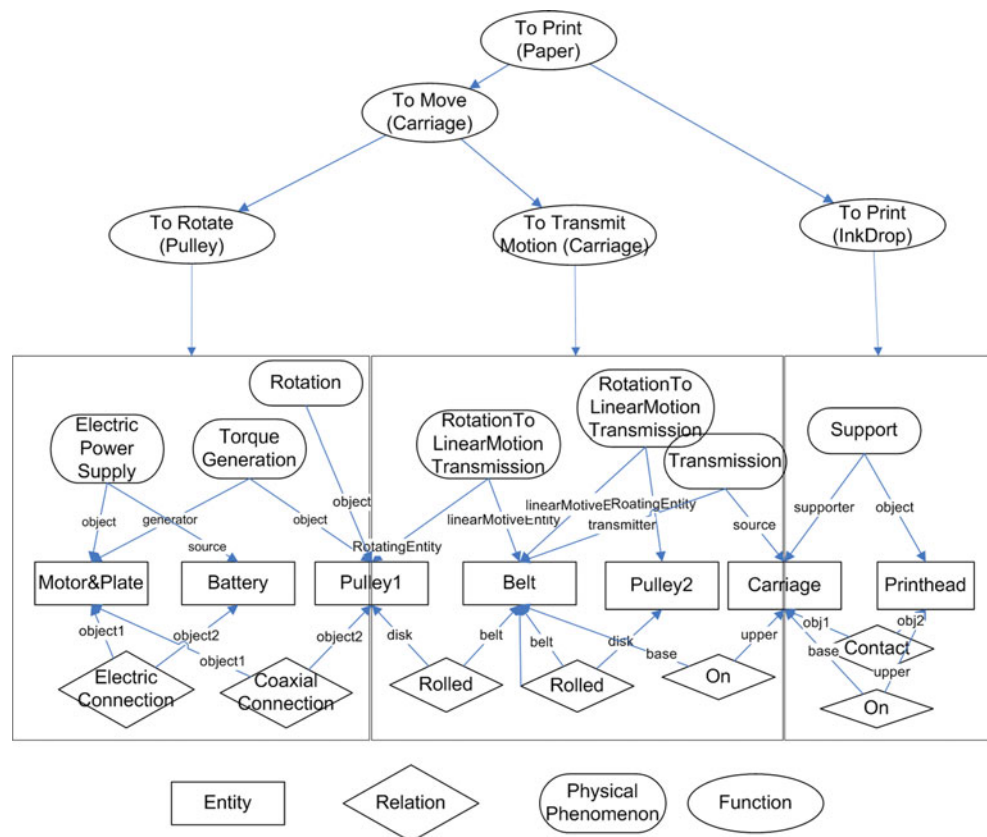 To Print
(Paper)
To Move
(Carriage)
To Rotate
(Pulley)
To Transmit
Motion (Carriage)
To Print
(InkDrop)
Rotation
Electric
Power
Supply
Torque
Generation
RotationTo
LinearMotion
Transmission
RotationTo
LinearMotion
Transmission
Transmission
Support
object
generator
source
object
object
RotatingEntity
linearMotiveEntity
linearMotiveE
RoatingEntity
transmitter
source
supporter
object
Motor&Plate
Battery
Pulley1
Belt
Pulley2
Carriage
Printhead
object1
object2
object1
object2
disk
belt
belt
disk
base
upper
obj1
obj2
base
upper
Electric
Connection
Coaxial
Connection
Rolled
Rolled
On
Contact
On
Entity
Relation
Physical
Phenomenon
Function